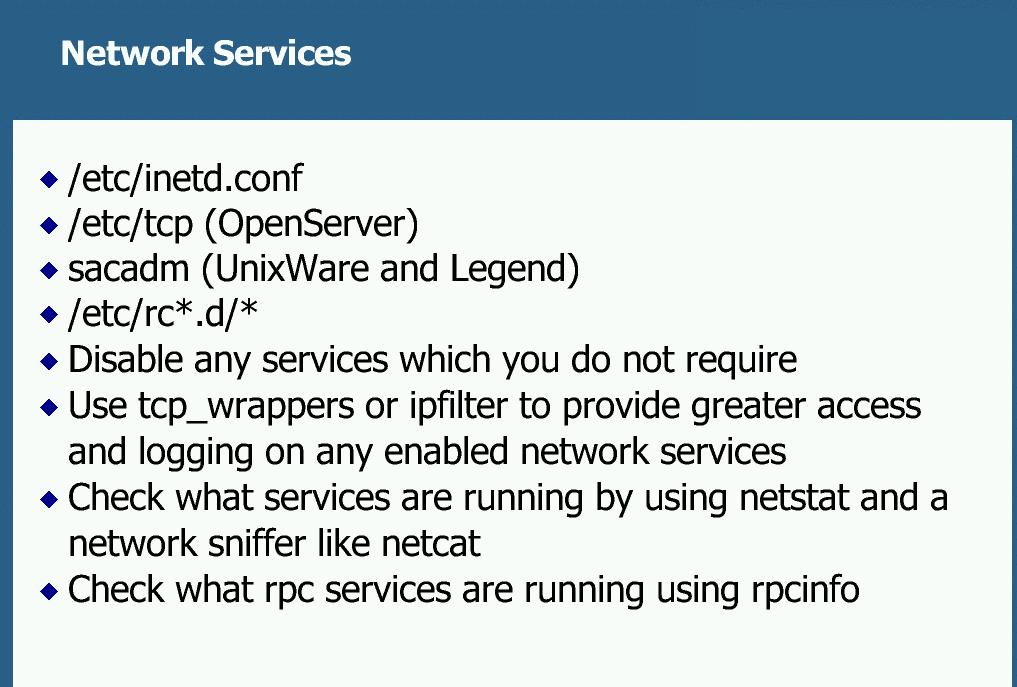 Network Services
◆ /etc/inetd.conf
◆ /etc/tcp (OpenServer)
◆ sacadm (UnixWare and Legend)
◆ /etc/rc*.d/*
◆ Disable any services which you do not require
◆ Use tcp_wrappers or ipfilter to provide greater access
and logging on any enabled network services
◆ Check what services are running by using netstat and a
network sniffer like netcat
◆ Check what rpc services are running using rpcinfo